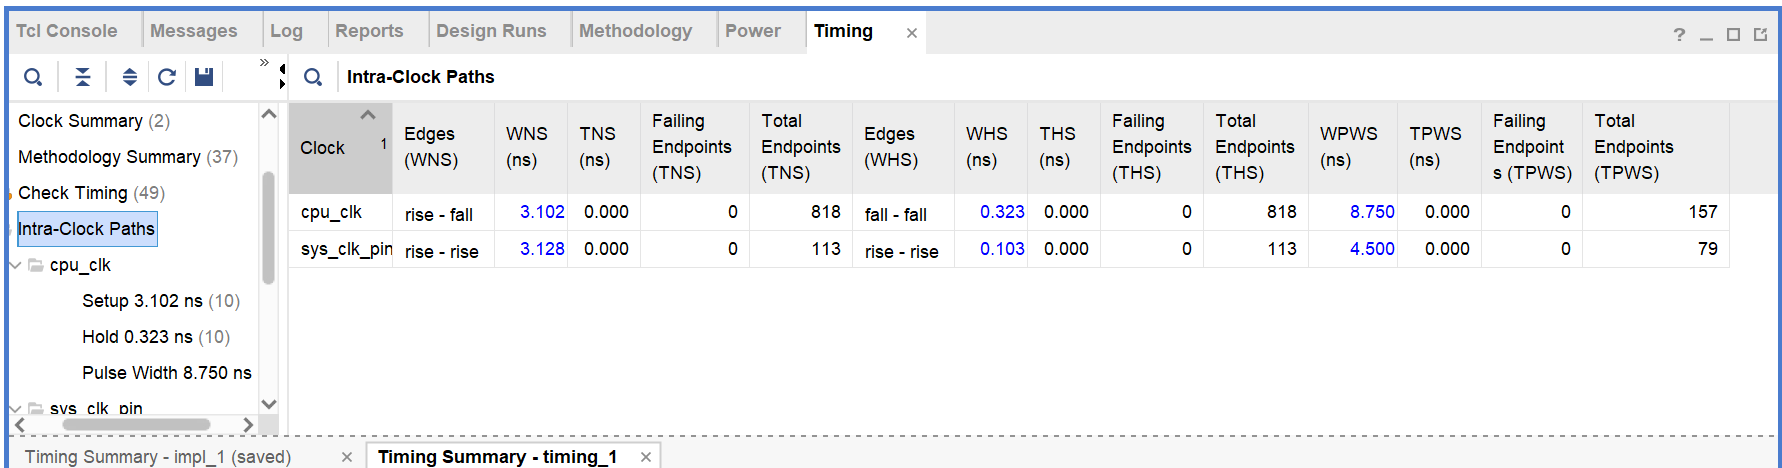 Tcl Console Messages Log Reports Design Runs Methodology Power Timing × ? 
» Intra-Clock Paths
Clock Summary (2)
Methodology Summary (37)
Check Timing (49)
Intra-Clock Paths
cpu_clk
Setup 3.102 ns (10)
Hold 0.323 ns (10)
Pulse Width 8.750 ns
sys_clk_pin
Clock 1 Edges (WNS) WNS (ns) TNS (ns) Failing Endpoints (TNS) Total Endpoints (TNS) Edges (WHS) WHS (ns) THS (ns) Failing Endpoints (THS) Total Endpoints (THS) WPWS (ns) TPWS (ns) Failing Endpoint s (TPWS) Total Endpoints (TPWS)
cpu_clk rise - fall 3.102 0.000 0 818 fall - fall 0.323 0.000 0 818 8.750 0.000 0 157
sys_clk_pin rise - rise 3.128 0.000 0 113 rise - rise 0.103 0.000 0 113 4.500 0.000 0 79
Timing Summary - impl_1 (saved) × Timing Summary - timing_1 ×